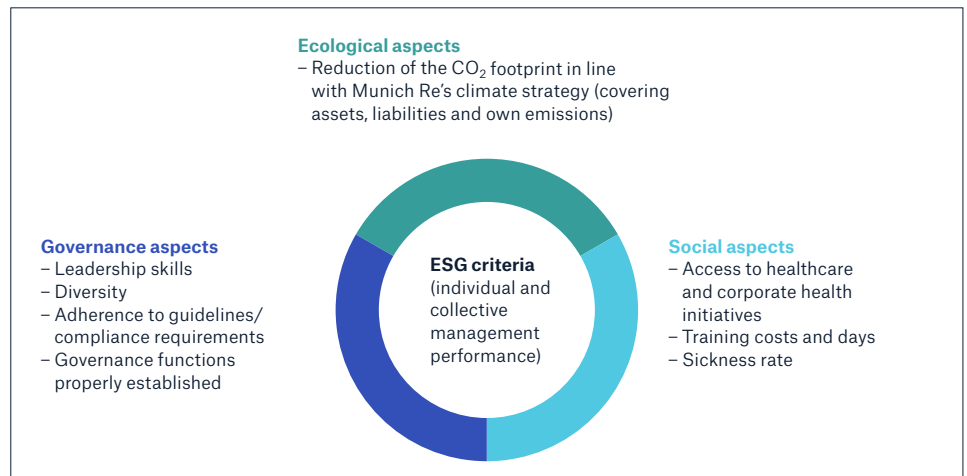 Ecological aspects
– Reduction of the CO₂ footprint in line
with Munich Re's climate strategy (covering
assets, liabilities and own emissions)
Governance aspects
– Leadership skills
– Diversity
– Adherence to guidelines/
compliance requirements
– Governance functions
properly established
ESG criteria
(individual and
collective
management
performance)
Social aspects
– Access to healthcare
and corporate health
initiatives
– Training costs and days
– Sickness rate